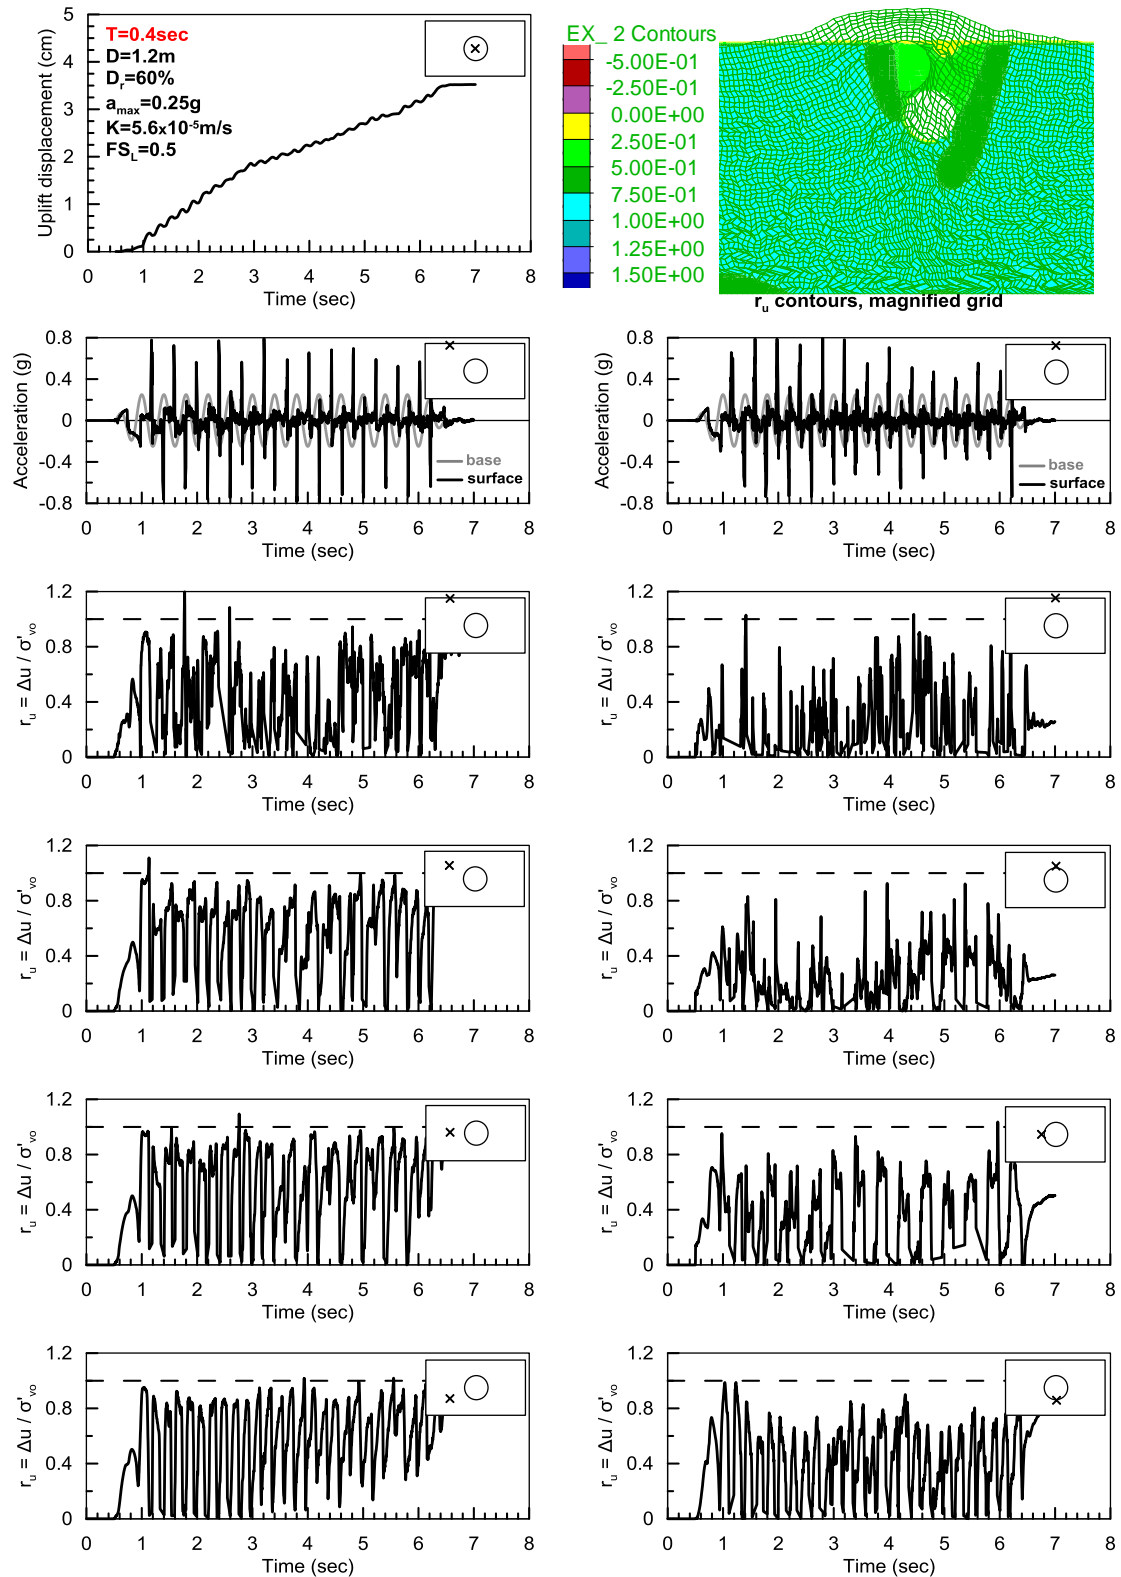 5
4
3
2
1
0
Uplift displacement (cm)
T=0.4sec
D=1.2m
Dr=60%
amax=0.25g
K=5.6x10-5m/s
FSL=0.5
0 1 2 3 4 5 6 7 8
Time (sec)
EX_ 2 Contours
-5.00E-01
-2.50E-01
0.00E+00
2.50E-01
5.00E-01
7.50E-01
1.00E+00
1.25E+00
1.50E+00
ru contours, magnified grid
0.8
0.4
0
-0.4
-0.8
Acceleration (g)
base
surface
0 1 2 3 4 5 6 7 8
Time (sec)
0.8
0.4
0
-0.4
-0.8
Acceleration (g)
base
surface
0 1 2 3 4 5 6 7 8
Time (sec)
1.2
0.8
0.4
0
ru = Δu / σ'vo
0 1 2 3 4 5 6 7 8
Time (sec)
1.2
0.8
0.4
0
ru = Δu / σ'vo
0 1 2 3 4 5 6 7 8
Time (sec)
1.2
0.8
0.4
0
ru = Δu / σ'vo
0 1 2 3 4 5 6 7 8
Time (sec)
1.2
0.8
0.4
0
ru = Δu / σ'vo
0 1 2 3 4 5 6 7 8
Time (sec)
1.2
0.8
0.4
0
ru = Δu / σ'vo
0 1 2 3 4 5 6 7 8
Time (sec)
1.2
0.8
0.4
0
ru = Δu / σ'vo
0 1 2 3 4 5 6 7 8
Time (sec)
1.2
0.8
0.4
0
ru = Δu / σ'vo
0 1 2 3 4 5 6 7 8
Time (sec)
1.2
0.8
0.4
0
ru = Δu / σ'vo
0 1 2 3 4 5 6 7 8
Time (sec)